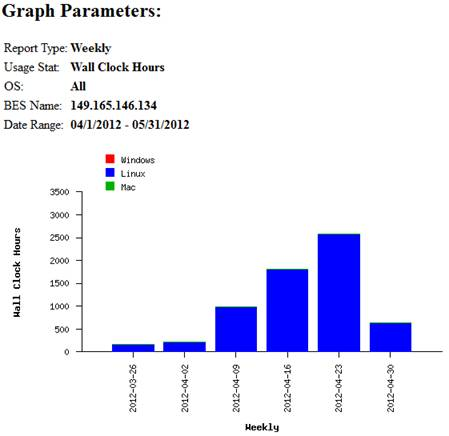 Graph Parameters:
Report Type: Weekly
Usage Stat: Wall Clock Hours
OS: All
BES Name: 149.165.146.134
Date Range: 04/1/2012 - 05/31/2012
Windows
Linux
Mac
Wall Clock Hours
3500
3000
2500
2000
1500
1000
500
0
2012-03-26
2012-04-02
2012-04-09
2012-04-16
2012-04-23
2012-04-30
Weekly